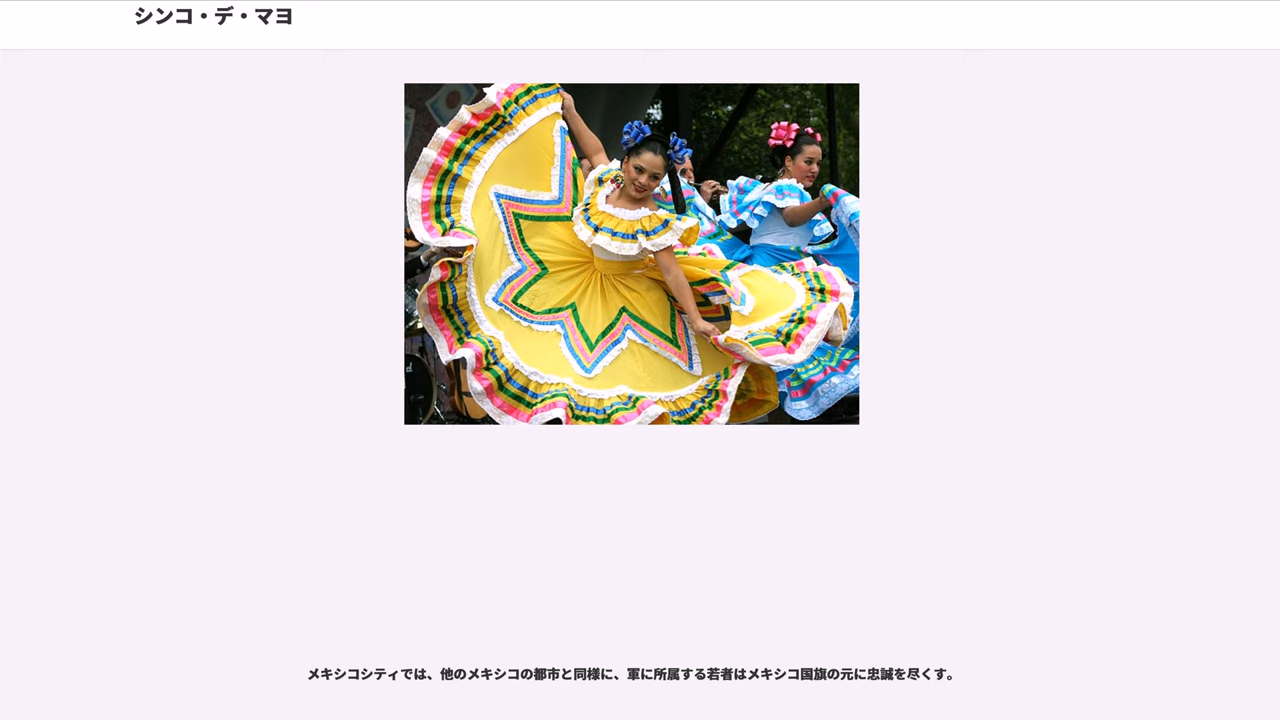 シンコ・デ・マヨ
メキシコシティでは、他のメキシコの都市と同様に、軍に所属する若者はメキシコ国旗の元に忠誠を尽くす。